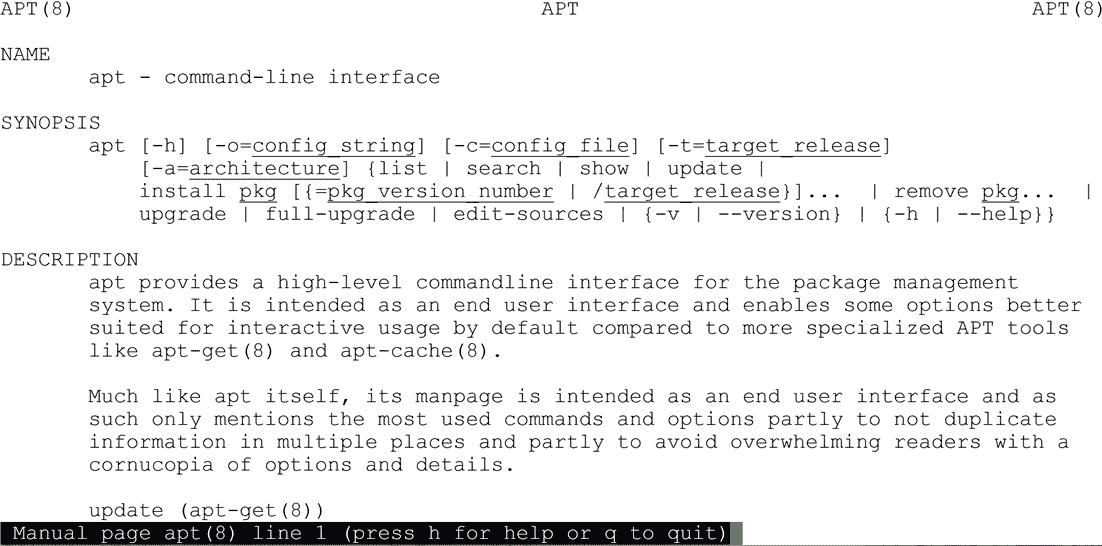 APT(8) APT APT(8)
NAME
apt - command-line interface
SYNOPSIS
apt [-h] [-o=config_string] [-c=config_file] [-t=target_release]
[-a=architecture] {list | search | show | update |
install pkg [{=pkg_version_number | /target_release}]... | remove pkg... |
upgrade | full-upgrade | edit-sources | {-v | --version} | {-h | --help}}
DESCRIPTION
apt provides a high-level commandline interface for the package management
system. It is intended as an end user interface and enables some options better
suited for interactive usage by default compared to more specialized APT tools
like apt-get(8) and apt-cache(8).
Much like apt itself, its manpage is intended as an end user interface and as
such only mentions the most used commands and options partly to not duplicate
information in multiple places and partly to avoid overwhelming readers with a
cornucopia of options and details.
update (apt-get(8))
Manual page apt(8) line 1 (press h for help or q to quit)